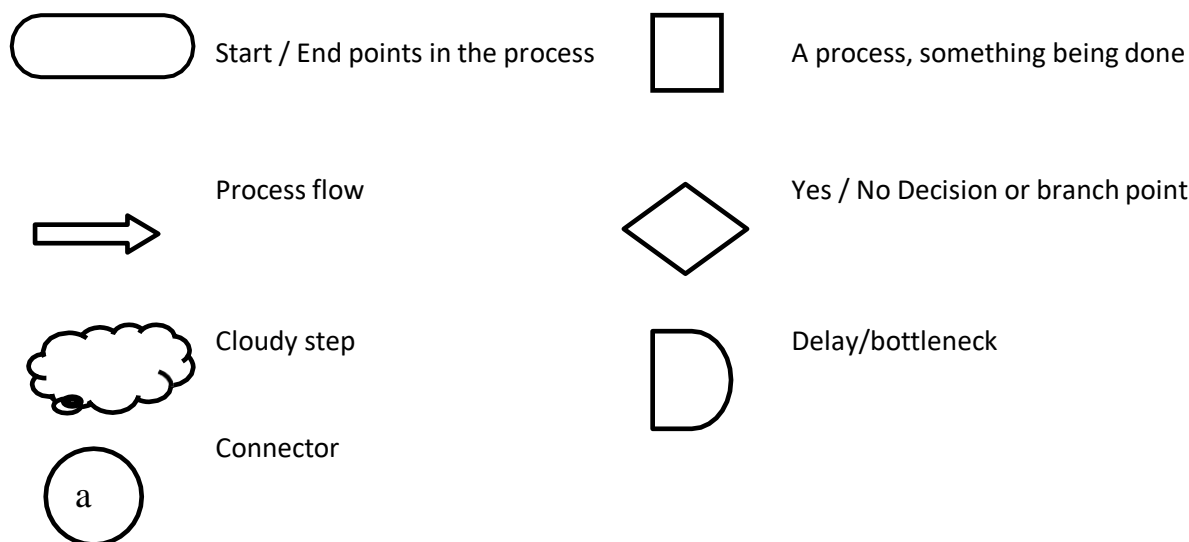 Start / End points in the process
A process, something being done
Process flow
Yes / No Decision or branch point
Cloudy step
Delay/bottleneck
Connector
a